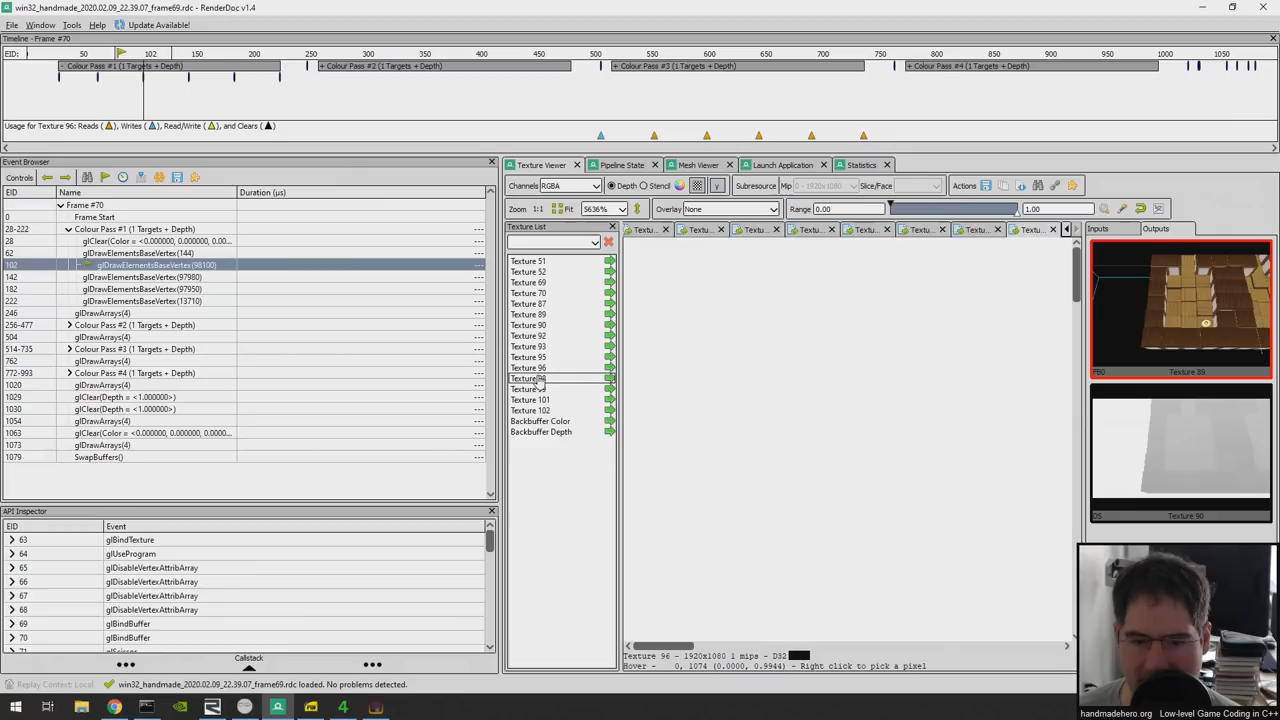 win32_handmade_2020.02.09_22.39.07_frame69.rdc - RenderDoc v1.4
File Window Tools Help Update Available!
Timeline - Frame #70
EID: 50 102 150 200 250 300 350 400 450 500 550 600 650 700 750 800 850 900 950 1000 1050
- Colour Pass #1 (1 Targets + Depth) + Colour Pass #2 (1 Targets + Depth) + Colour Pass #3 (1 Targets + Depth) + Colour Pass #4 (1 Targets + Depth)
Usage for Texture 96: Reads ( ), Writes ( ), Read/Write ( ), and Clears ( )
Event Browser
Controls
EID Name Duration (µs)
Frame #70
0 Frame Start
28-222 Colour Pass #1 (1 Targets + Depth)
28 glClear(Color = <0.000000, 0.000000, 0.00...
62 glDrawElementsBaseVertex(144)
102 glDrawElementsBaseVertex(98100)
142 glDrawElementsBaseVertex(97980)
182 glDrawElementsBaseVertex(97950)
222 glDrawElementsBaseVertex(13710)
246 glDrawArrays(4)
256-477 Colour Pass #2 (1 Targets + Depth)
504 glDrawArrays(4)
514-735 Colour Pass #3 (1 Targets + Depth)
762 glDrawArrays(4)
772-993 Colour Pass #4 (1 Targets + Depth)
1020 glDrawArrays(4)
1029 glClear(Depth = <1.000000>)
1030 glClear(Depth = <1.000000>)
1054 glDrawArrays(4)
1063 glClear(Color = <0.000000, 0.000000, 0.0000...
1073 glDrawArrays(4)
1079 SwapBuffers()
API Inspector
EID Event
63 glBindTexture
64 glUseProgram
65 glDisableVertexAttribArray
66 glDisableVertexAttribArray
67 glDisableVertexAttribArray
68 glDisableVertexAttribArray
69 glBindBuffer
70 glBindBuffer
71 glScissor
Callstack
Replay Context: Local win32_handmade_2020.02.09_22.39.07_frame69.rdc loaded. No problems detected.
Texture Viewer Pipeline State Mesh Viewer Launch Application Statistics
Channels RGBA Depth Stencil γ Subresource Mip 0 - 1920x1080 Slice/Face Actions
Zoom 1:1 Fit 5636% Overlay None Range 0.00 1.00
Texture List
Textu... Textu... Textu... Textu... Textu... Textu... Textu... Textu...
Inputs Outputs
Texture 51
Texture 52
Texture 69
Texture 70
Texture 87
Texture 89
Texture 90
Texture 92
Texture 93
Texture 95
Texture 96
Texture
Texture
Texture 101
Texture 102
Backbuffer Color
Backbuffer Depth
FB0 Texture 89
DS Texture 90
Texture 96 - 1920x1080 1 mips - D32
Hover - 0, 1074 (0.0000, 0.9944) - Right click to pick a pixel
handmadehero.org Low-level Game Coding in C++